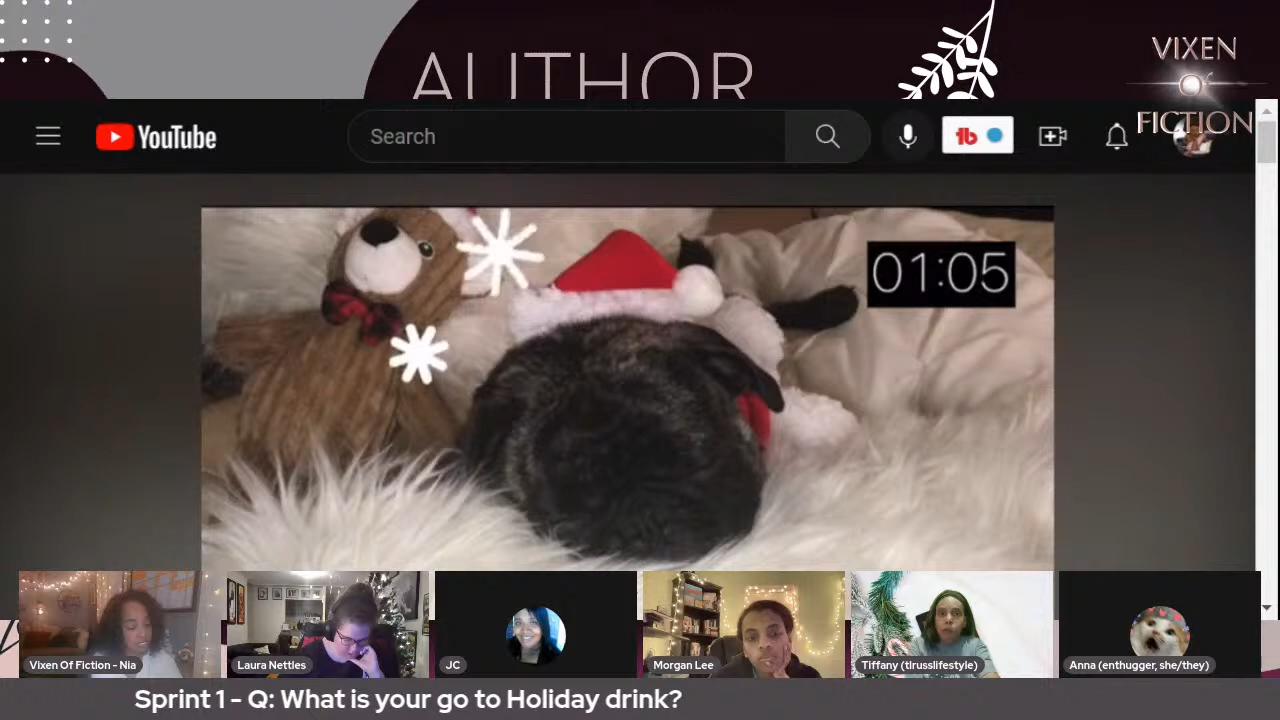 AUTHOR
VIXEN
Of
FICTION
YouTube
Search
01:05
Vixen Of Fiction - Nia
Laura Nettles
JC
Morgan Lee
Tiffany (tlrusslifestyle)
Anna (enthugger, she/they)
Sprint 1 - Q: What is your go to Holiday drink?